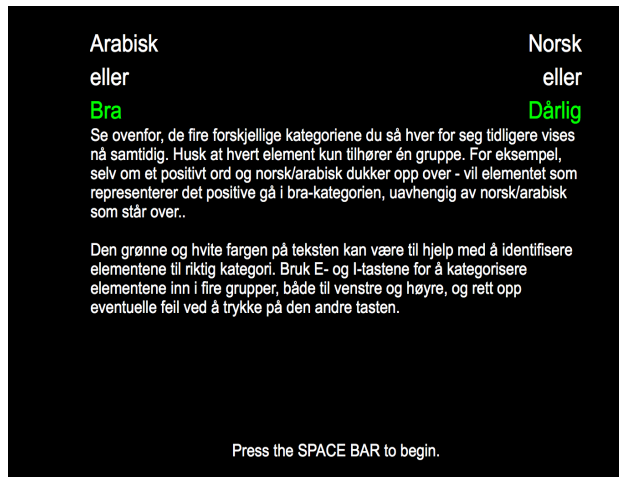 Arabisk Norsk
eller eller
Bra Dårlig
Se ovenfor, de fire forskjellige kategoriene du så hver for seg tidligere vises
nå samtidig. Husk at hvert element kun tilhører én gruppe. For eksempel,
selv om et positivt ord og norsk/arabisk dukker opp over - vil elementet som
representerer det positive gå i bra-kategorien, uavhengig av norsk/arabisk
som står over..
Den grønne og hvite fargen på teksten kan være til hjelp med å identifisere
elementene til riktig kategori. Bruk E- og I-tastene for å kategorisere
elementene inn i fire grupper, både til venstre og høyre, og rett opp
eventuelle feil ved å trykke på den andre tasten.
Press the SPACE BAR to begin.